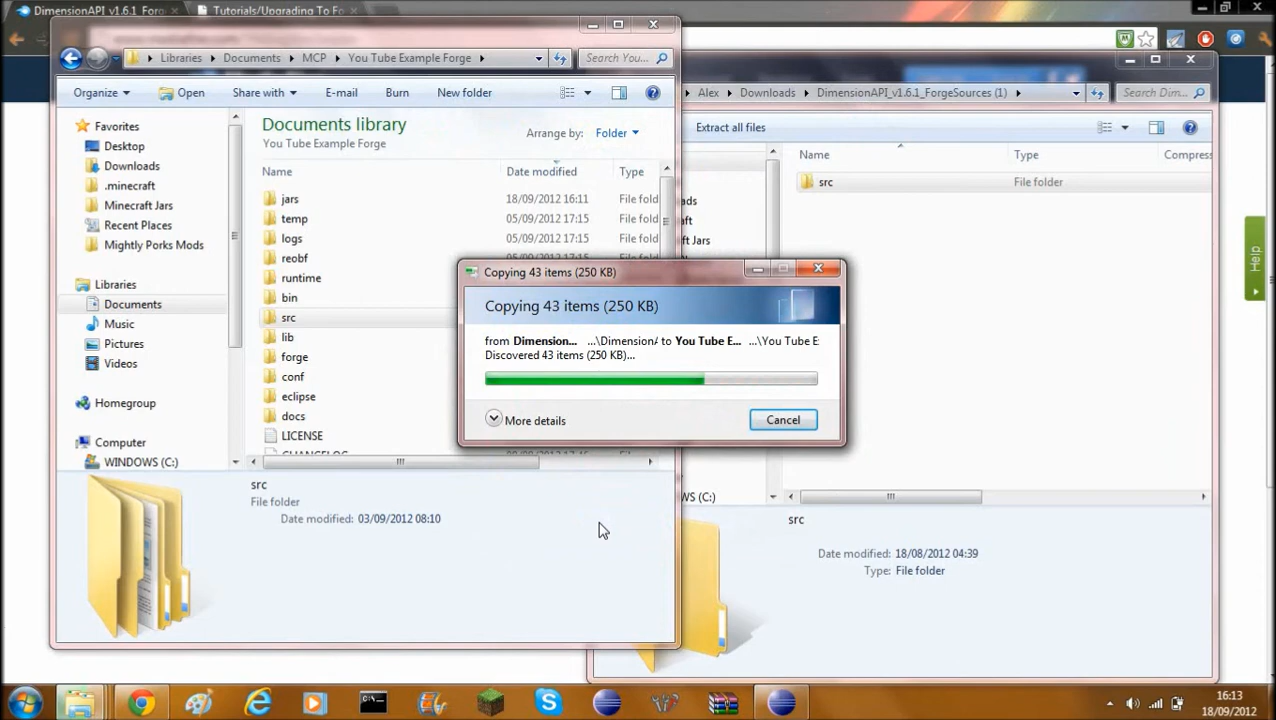 DimensionAPI_v1.6.1_Forg
Tutorials/Upgrading To Fo
Libraries Documents MCP You Tube Example Forge
Search You...
Organize Open Share with E-mail Burn New folder
Favorites
Desktop
Downloads
.minecraft
Minecraft Jars
Recent Places
Mightly Porks Mods
Libraries
Documents
Music
Pictures
Videos
Homegroup
Computer
WINDOWS (C:)
Documents library
You Tube Example Forge
Arrange by: Folder
Name Date modified Type
jars 18/09/2012 16:11 File fold
temp 05/09/2012 17:15 File fold
logs 05/09/2012 17:15 File fold
reobf
runtime
bin
src
lib
forge
conf
eclipse
docs
LICENSE
CHANGELOG
src
File folder
Date modified: 03/09/2012 08:10
Copying 43 items (250 KB)
Copying 43 items (250 KB)
from Dimension... ...\DimensionA to You Tube E... ...\You Tube E
Discovered 43 items (250 KB)...
More details
Cancel
Alex Downloads DimensionAPI_v1.6.1_ForgeSources (1)
Search Dim...
Extract all files
Name Type Compress
src File folder
ads
aft
ft Jars
WS (C:)
src
Date modified: 18/08/2012 04:39
Type: File folder
Help
16:13
18/09/2012